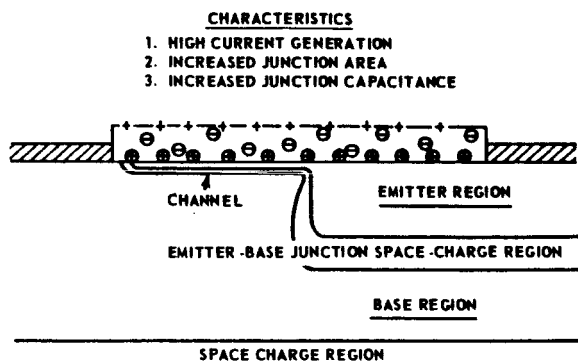 CHARACTERISTICS
1. HIGH CURRENT GENERATION
2. INCREASED JUNCTION AREA
3. INCREASED JUNCTION CAPACITANCE
CHANNEL
EMITTER REGION
EMITTER-BASE JUNCTION SPACE-CHARGE REGION
BASE REGION
SPACE CHARGE REGION